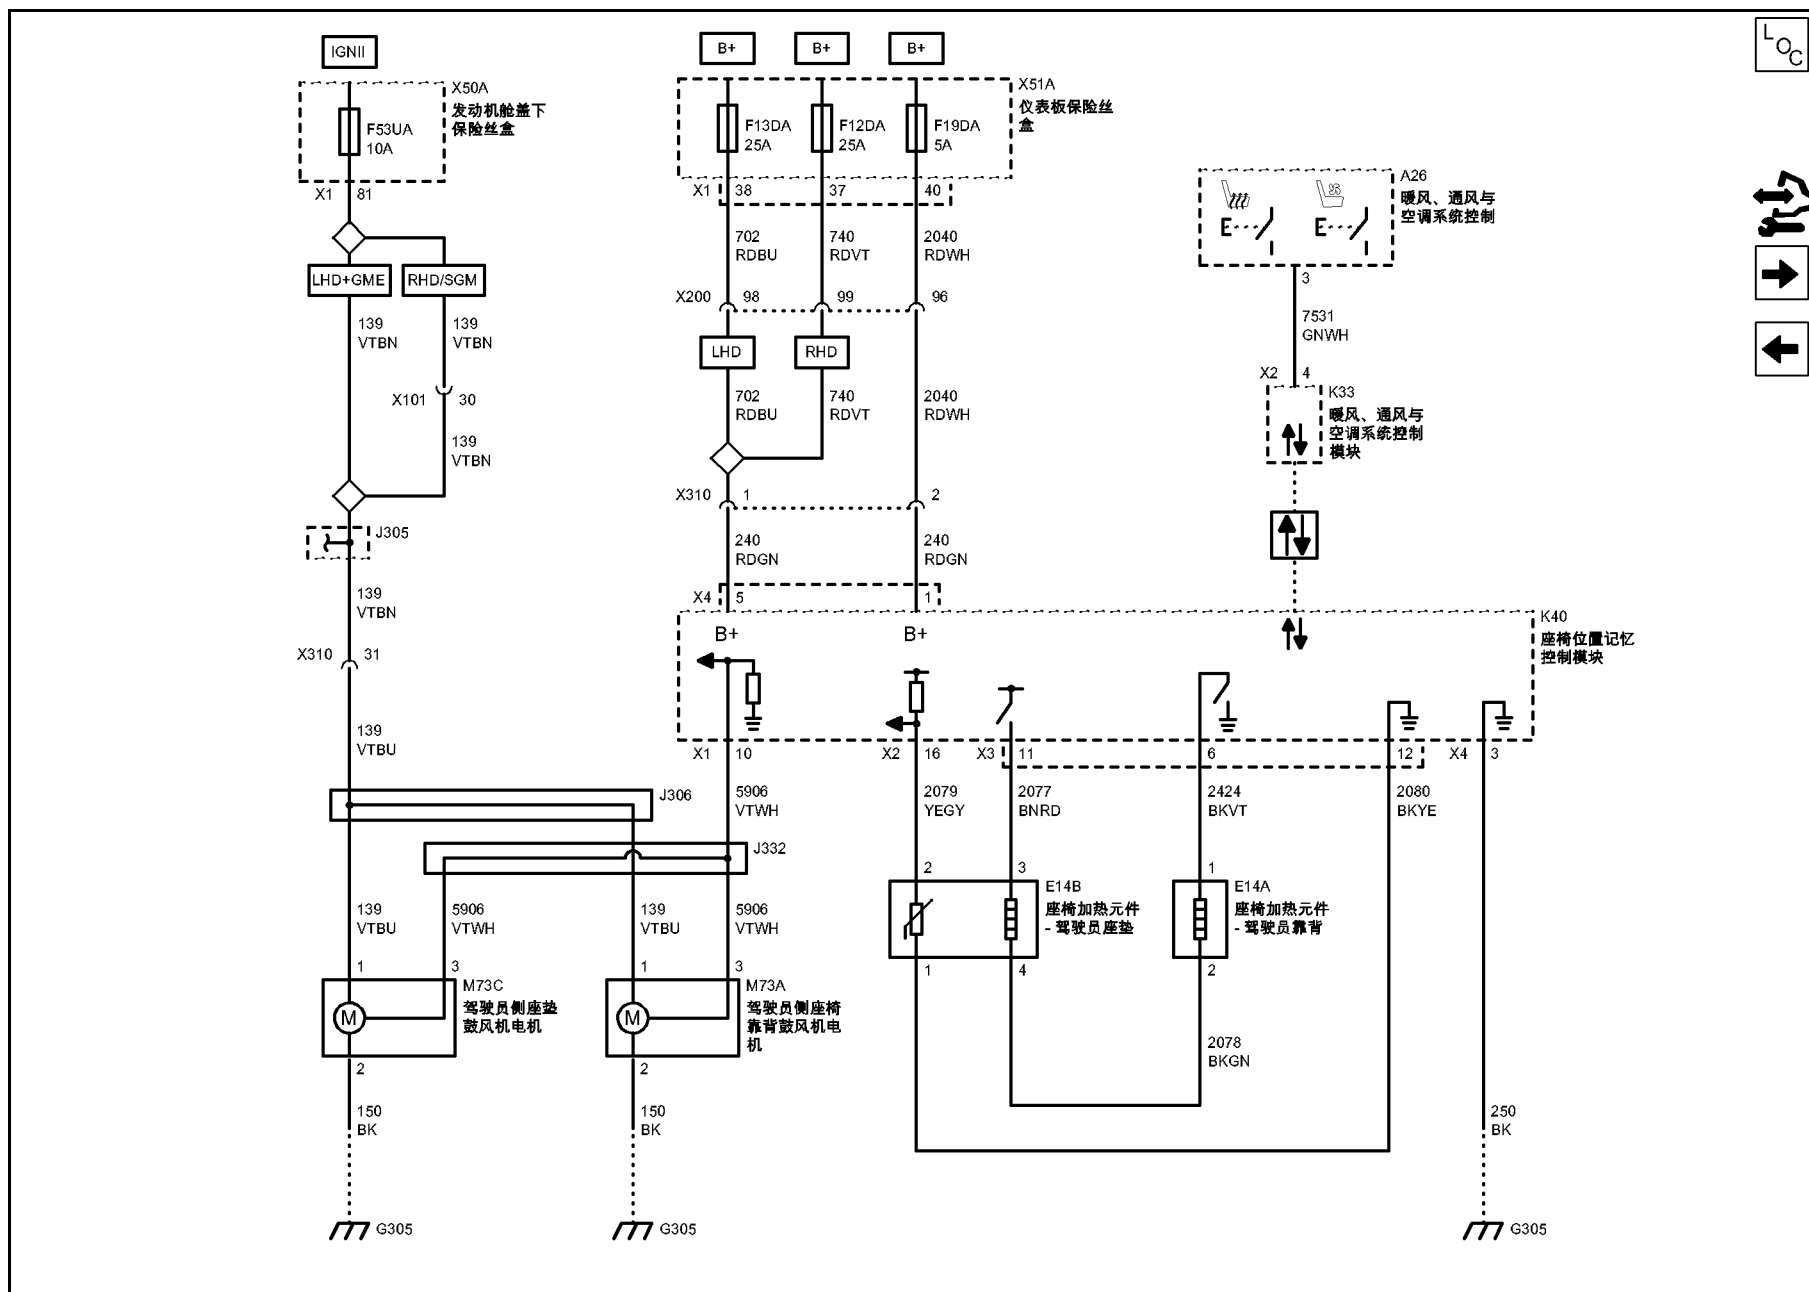 IGNII
B+
B+
B+
LOC
X50A
发动机舱盖下
保险丝盒
F53UA
10A
X1
81
X51A
仪表板保险丝
盒
F13DA
25A
F12DA
25A
F19DA
5A
X1
38
37
40
A26
暖风、通风与
空调系统控制
3
LHD+GME
RHD/SGM
702
RDBU
740
RDVT
2040
RDWH
X200
98
99
96
7531
GNWH
139
VTBN
139
VTBN
LHD
RHD
X2
4
K33
暖风、通风与
空调系统控制
模块
X101
30
702
RDBU
740
RDVT
2040
RDWH
139
VTBN
X310
1
2
J305
240
RDGN
240
RDGN
139
VTBN
X4
5
1
K40
座椅位置记忆
控制模块
B+
B+
X310
31
139
VTBU
X1
10
X2
16
X3
11
6
12
X4
3
J306
5906
VTWH
2079
YEGY
2077
BNRD
2424
BKVT
2080
BKYE
J332
2
3
1
E14B
座椅加热元件
- 驾驶员座垫
E14A
座椅加热元件
- 驾驶员靠背
139
VTBU
5906
VTWH
139
VTBU
5906
VTWH
1
3
1
3
1
4
2
M73C
驾驶员侧座垫
鼓风机电机
M
M73A
驾驶员侧座椅
靠背鼓风机电
机
M
2078
BKGN
2
2
150
BK
150
BK
250
BK
G305
G305
G305